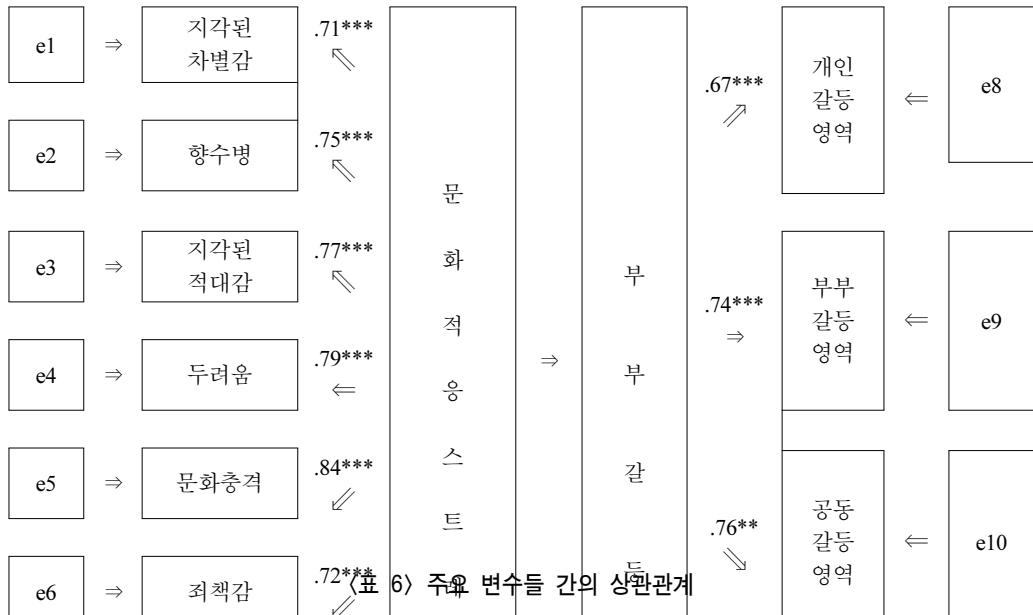 e1 ⇒ 지각된 차별감 .71***
e2 ⇒ 향수병 .75***
e3 ⇒ 지각된 적대감 .77***
e4 ⇒ 두려움 .79***
e5 ⇒ 문화충격 .84***
e6 ⇒ 죄책감 .72***
문화적응스트레
⇒
부부갈등
.67*** 개인 갈등 영역 ⇐ e8
.74*** ⇒ 부부 갈등 영역 ⇐ e9
.76** 공동 갈등 영역 ⇐ e10
〈표 6〉 주요 변수들 간의 상관관계